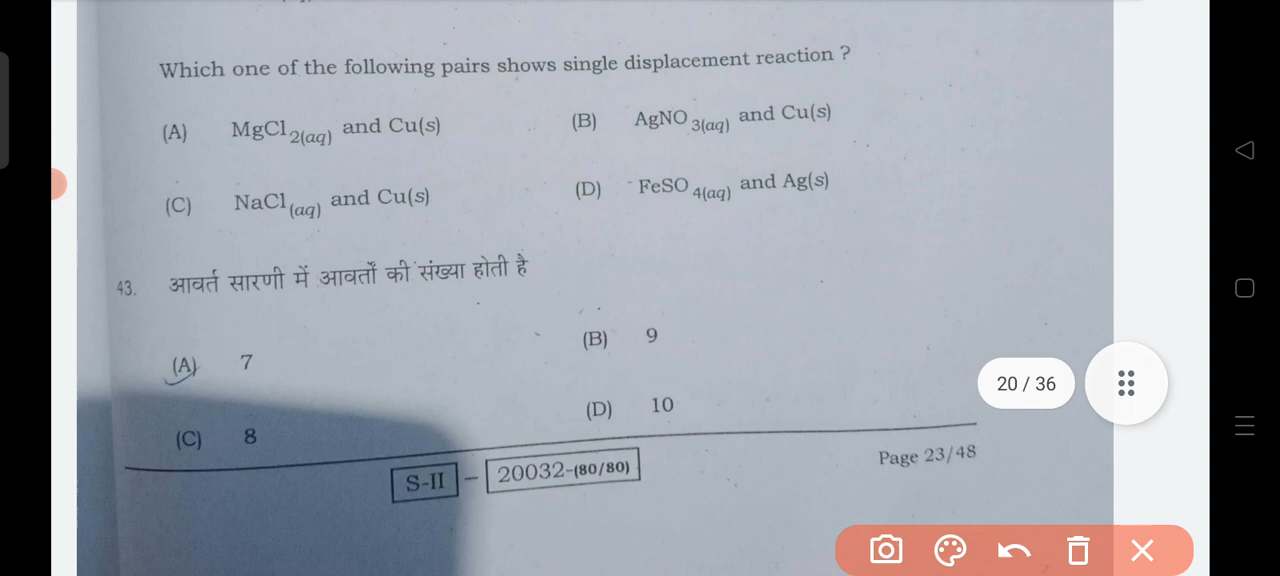 Which one of the following pairs shows single displacement reaction ?
(A) MgCl2(aq) and Cu(s) (B) AgNO3(aq) and Cu(s)
(C) NaCl(aq) and Cu(s) (D) FeSO4(aq) and Ag(s)
43. आवर्त सारणी में आवर्तों की संख्या होती है
(A) 7 (B) 9
(C) 8 (D) 10
S-II – 20032-(80/80) Page 23/48
20 / 36